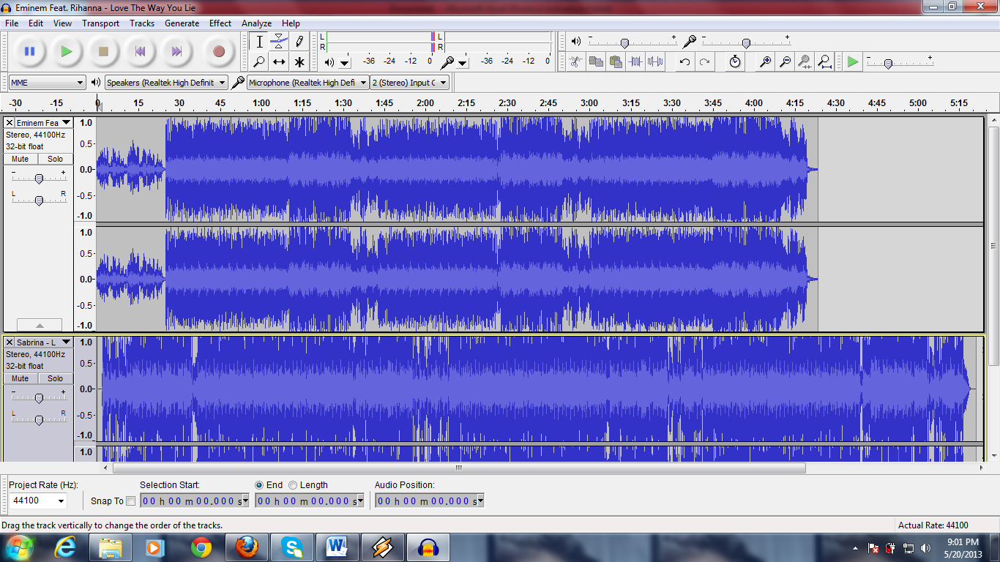 Eminem Feat. Rihanna - Love The Way You Lie
File Edit View Transport Tracks Generate Effect Analyze Help
L
R
-36 -24 -12 0
L
R
-36 -24 -12 0
- +
- +
- +
MME
Speakers (Realtek High Definit
Microphone (Realtek High Defi
2 (Stereo) Input C
-30 -15 0 15 30 45 1:00 1:15 1:30 1:45 2:00 2:15 2:30 2:45 3:00 3:15 3:30 3:45 4:00 4:15 4:30 4:45 5:00 5:15
Eminem Fea
Stereo, 44100Hz
32-bit float
Mute Solo
- +
L R
1.0
0.5-
0.0-
-0.5-
-1.0
1.0
0.5-
0.0-
-0.5-
-1.0
Sabrina - L
Stereo, 44100Hz
32-bit float
Mute Solo
- +
L R
1.0
0.5-
0.0-
-0.5-
-1.0
1.0
Project Rate (Hz):
44100
Snap To
Selection Start:
00 h 00 m 00.000 s
End Length
00 h 00 m 00.000 s
Audio Position:
00 h 00 m 00.000 s
Drag the track vertically to change the order of the tracks.
Actual Rate: 44100
9:01 PM
5/20/2013